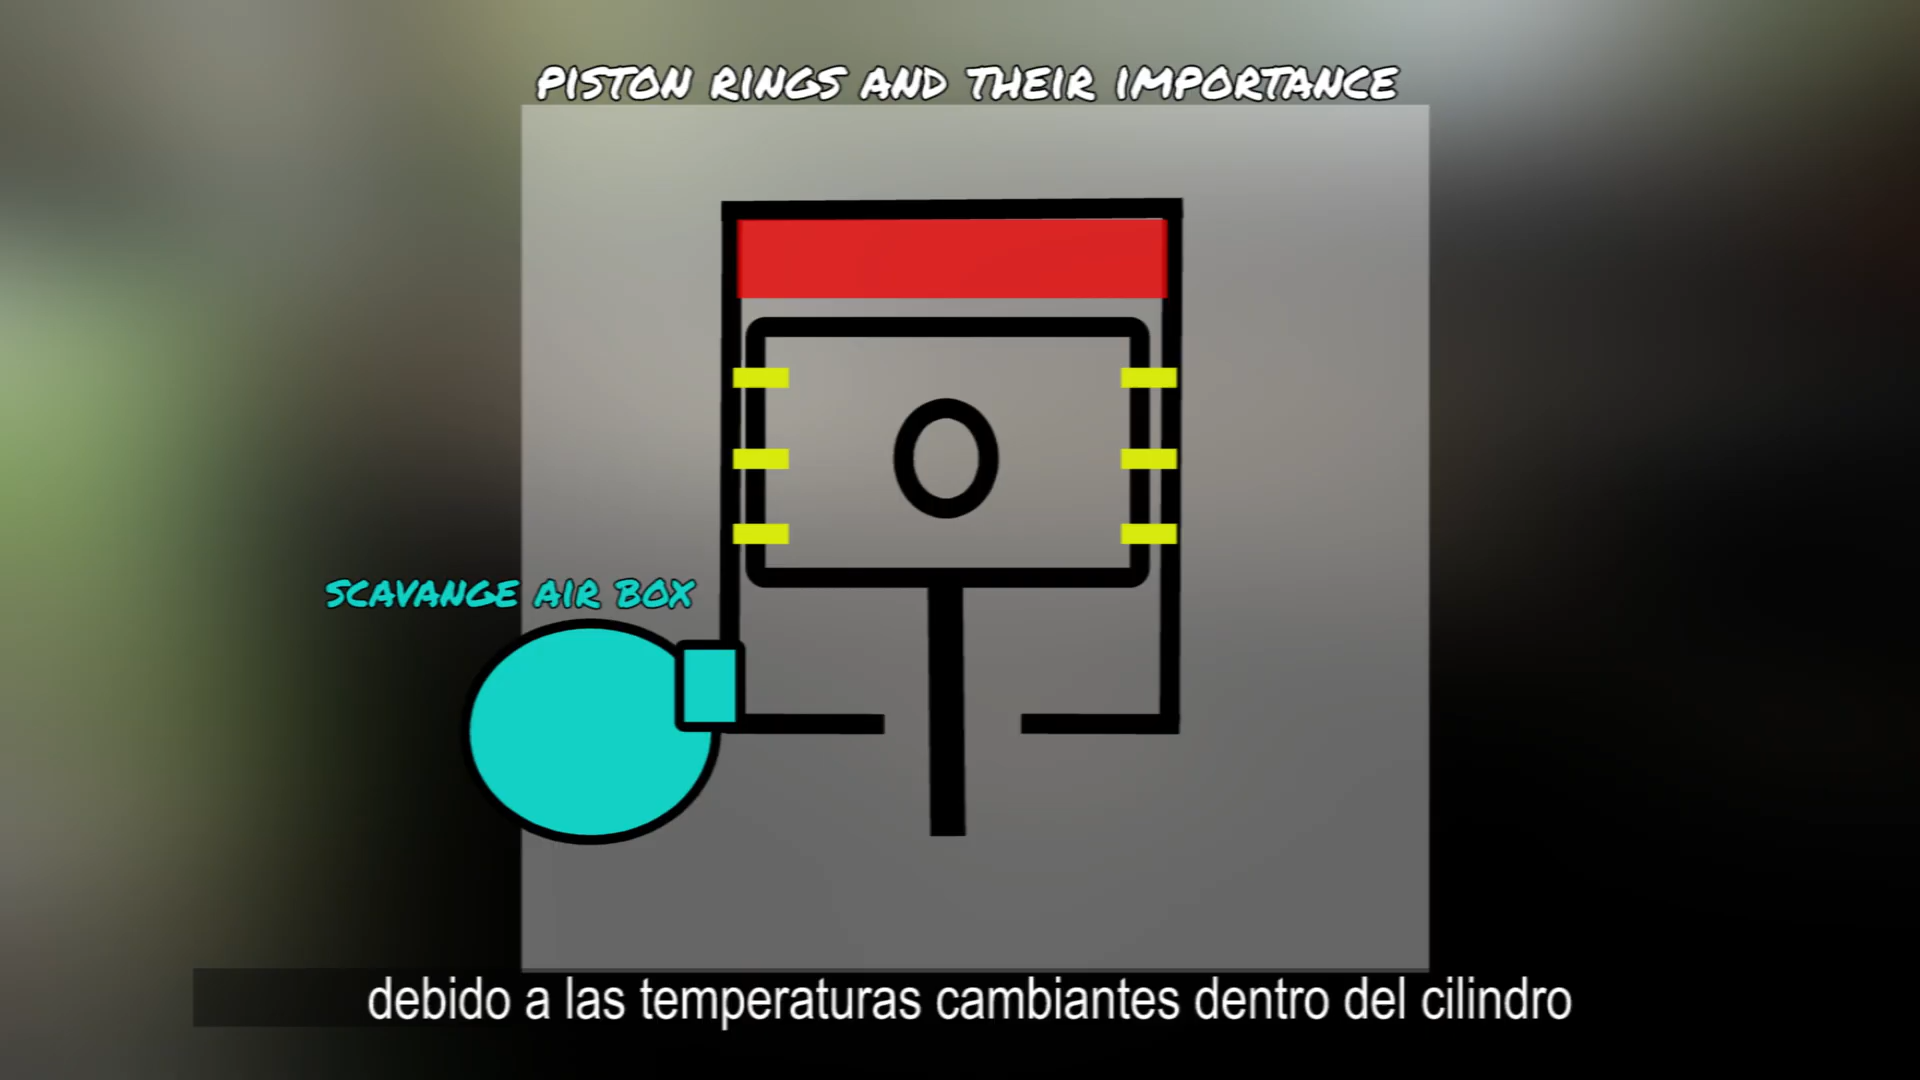 PISTON RINGS AND THEIR IMPORTANCE
SCAVANGE AIR BOX
debido a las temperaturas cambiantes dentro del cilindro